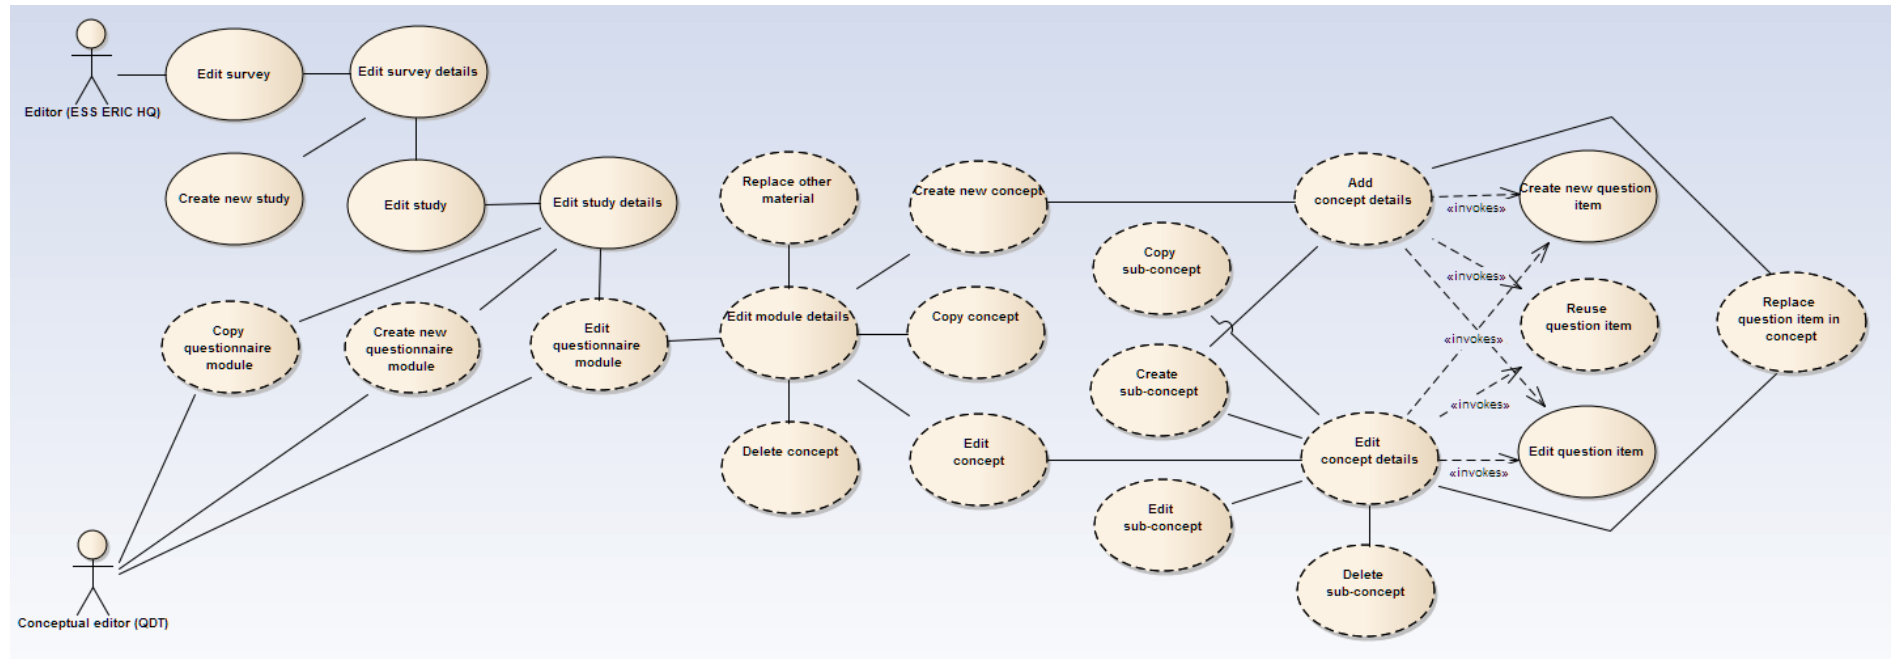 Edit survey
Edit survey details
Editor (ESS ERIC HQ)
Create new study
Edit study
Edit study details
Replace other
material
Create new concept
Add
concept details
Create new question
item
«invokes»
Copy
sub-concept
«invokes»
Copy
questionnaire
module
Create new
questionnaire
module
Edit
questionnaire
module
Edit module details
Copy concept
Reuse
question item
Replace
question item in
concept
«invokes»
Create
sub-concept
«invokes»
Delete concept
Edit
concept
Edit
concept details
Edit question item
«invokes»
Edit
sub-concept
Delete
sub-concept
Conceptual editor (QDT)